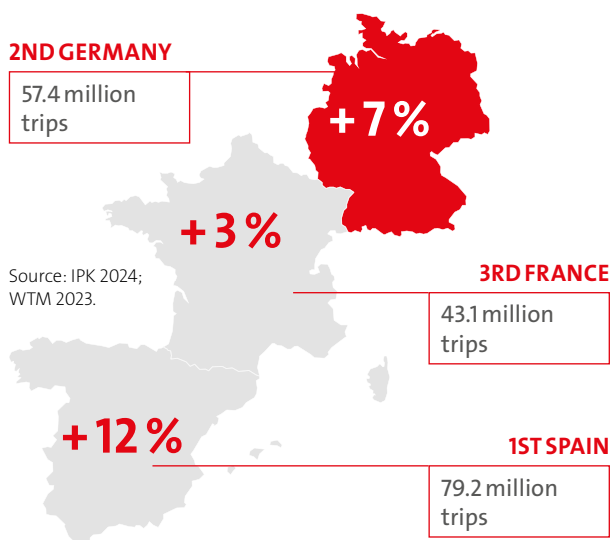 2ND GERMANY
57.4 million
trips
+ 7 %
+ 3 %
Source: IPK 2024;
WTM 2023.
3RD FRANCE
43.1 million
trips
+ 12 %
1ST SPAIN
79.2 million
trips